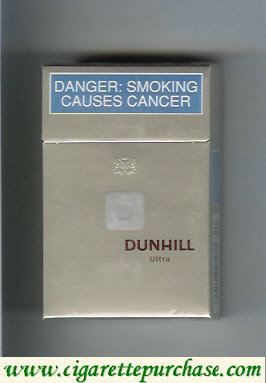 DANGER: SMOKING
CAUSES CANCER
DUNHILL
Ultra
www.cigarettepurchase.com